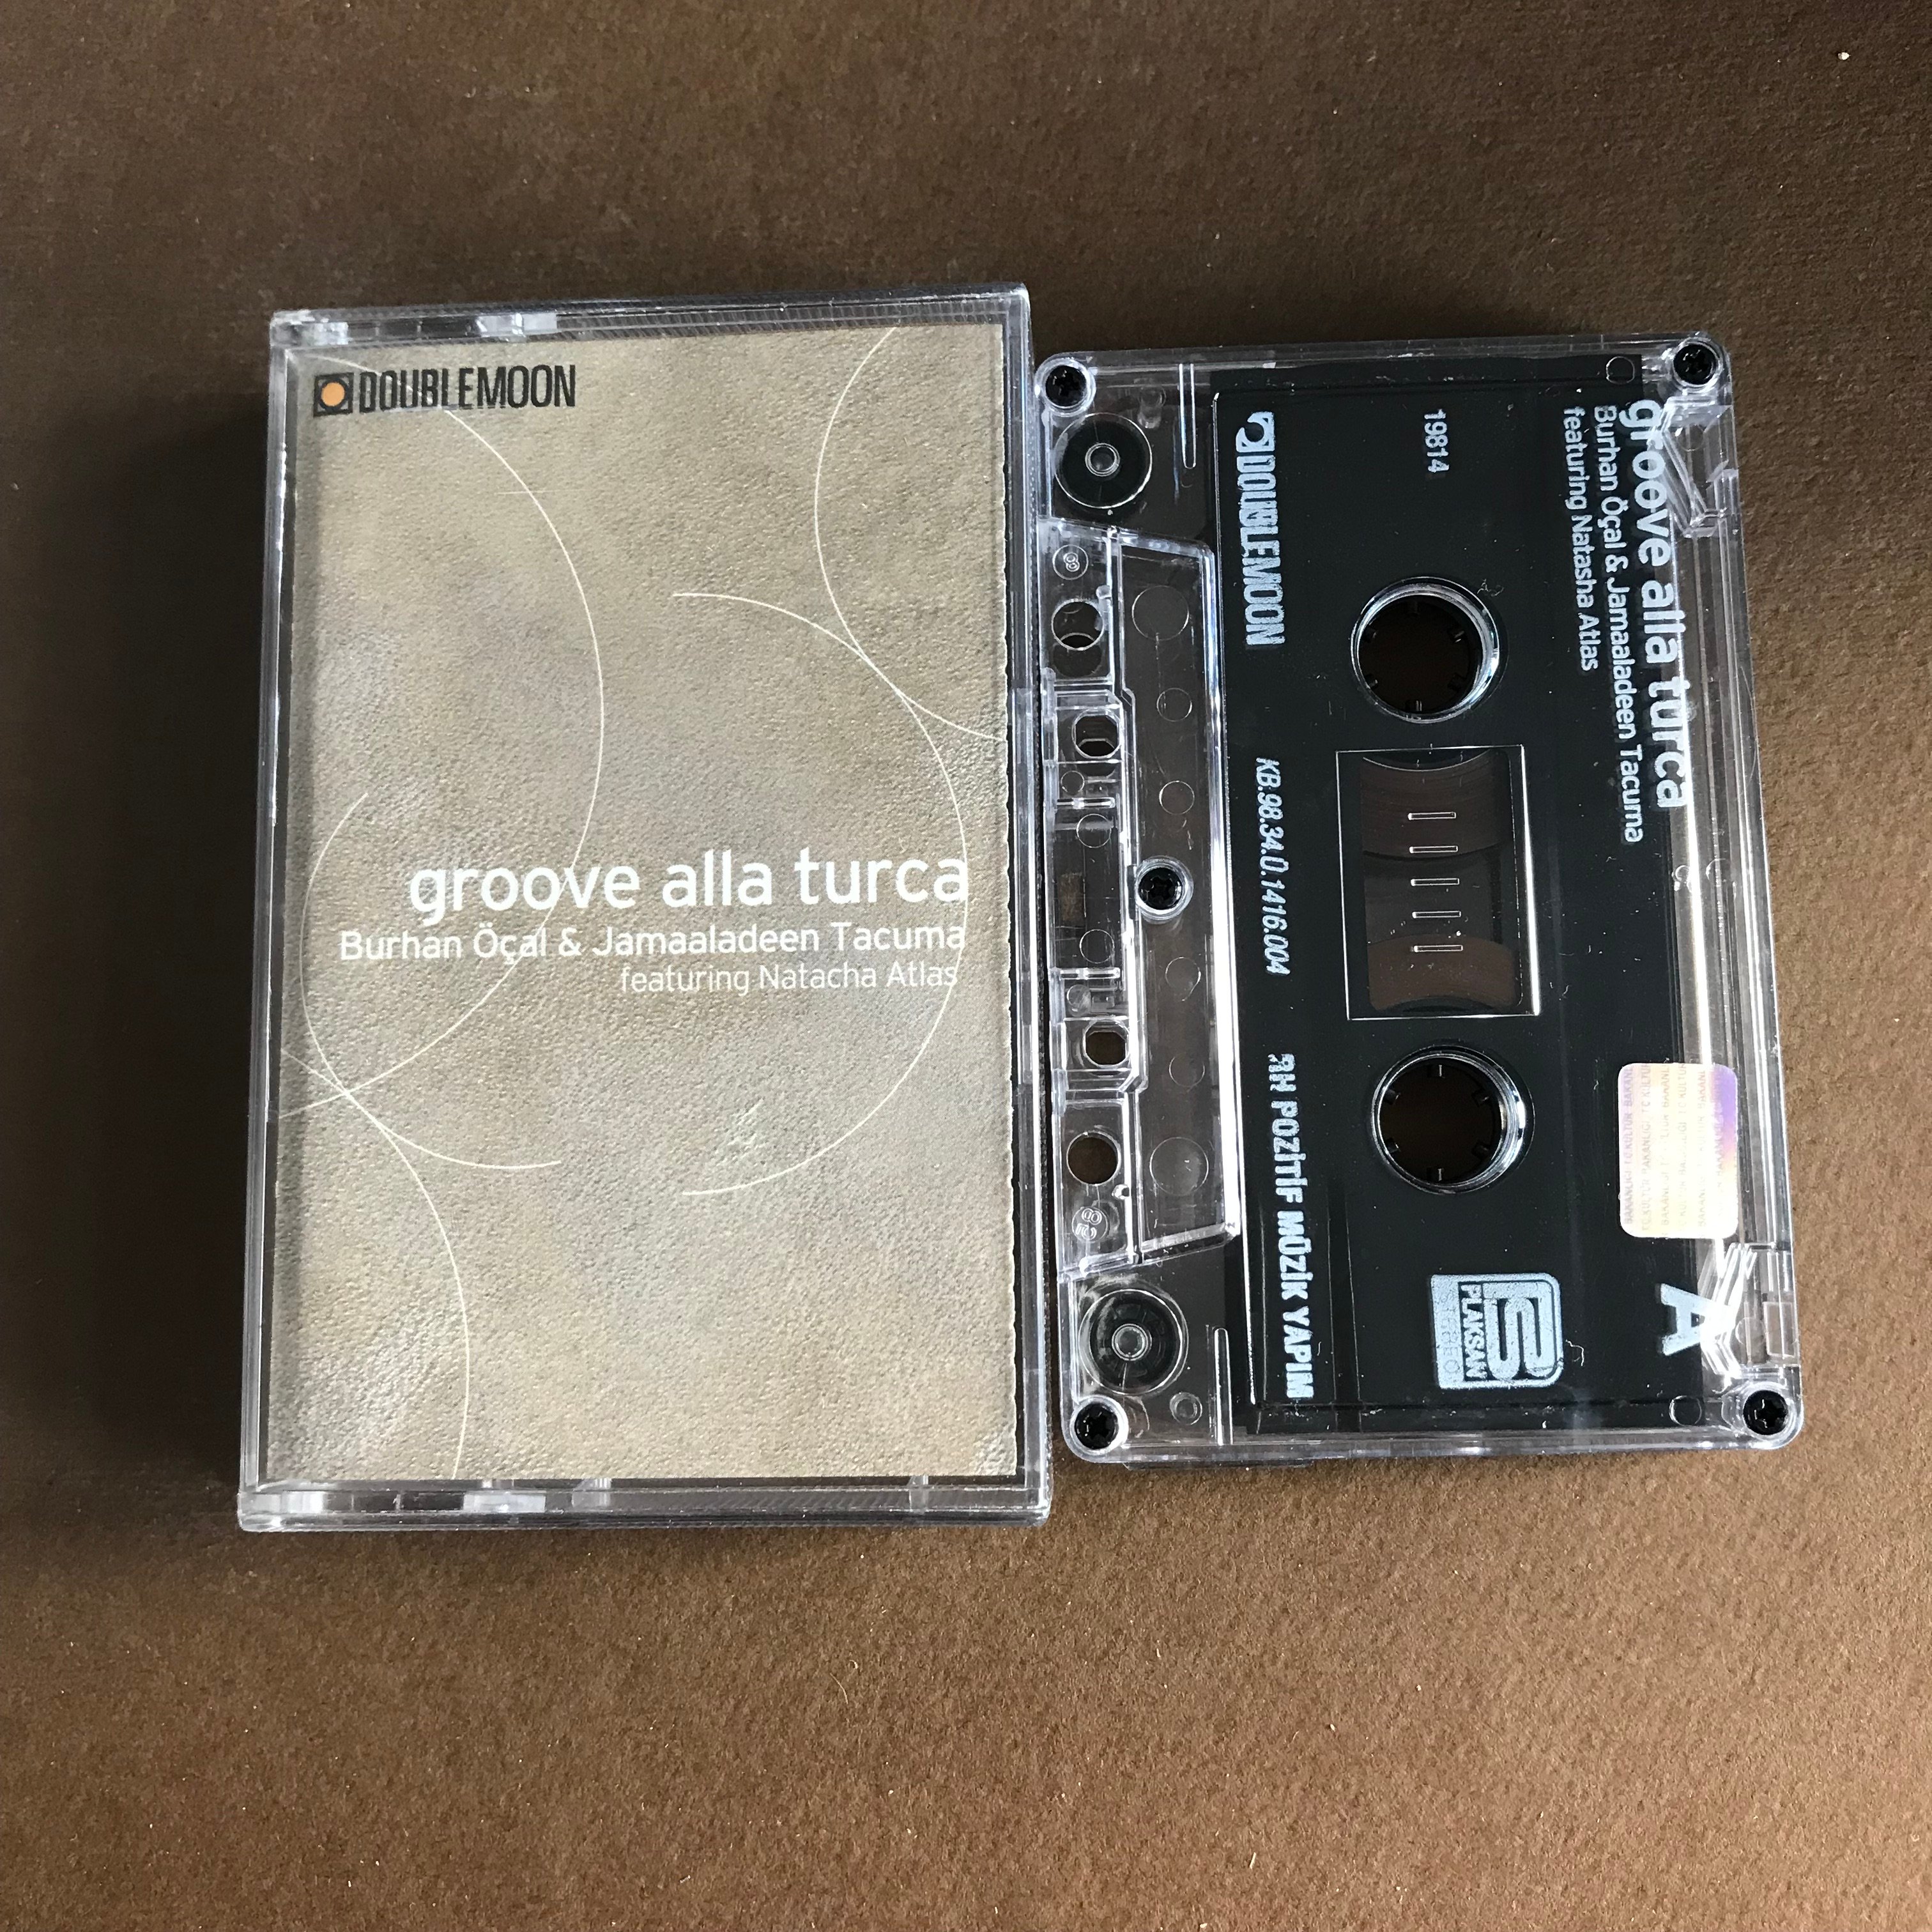 DOUBLEMOON
groove alla turca
Burhan Öçal & Jamaaladeen Tacuma
featuring Natacha Atlas
groove alla turca
Burhan Öçal & Jamaaladeen Tacuma
featuring Natasha Atlas
A
19814
PLAKSAN
STEREO
DOUBLEMOON
KB.98.34.Ü.1416.004
POZİTİF MÜZİK YAPIM